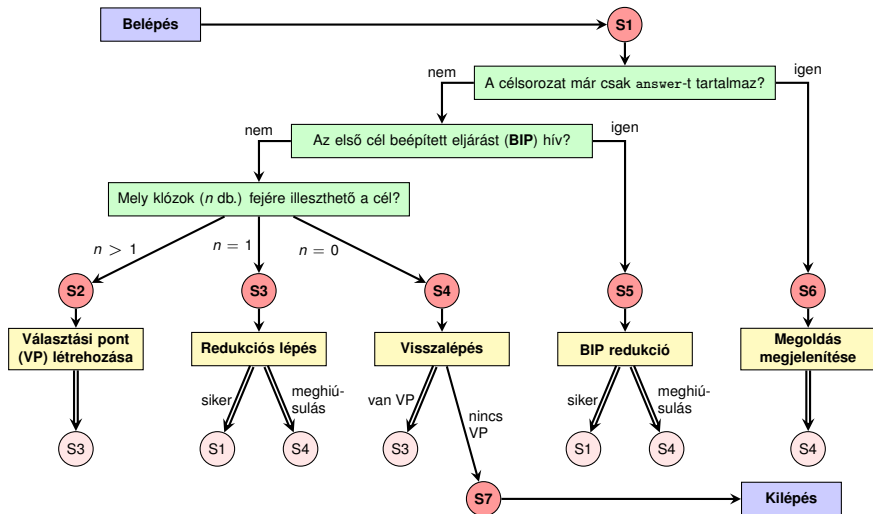 Belépés
S1
A célsorozat már csak answer-t tartalmaz?
nem
igen
Az első cél beépített eljárást (BIP) hív?
nem
igen
Mely klózok (n db.) fejére illeszthető a cél?
n > 1
n = 1
n = 0
S2
S3
S4
S5
S6
Választási pont
(VP) létrehozása
Redukciós lépés
Visszalépés
BIP redukció
Megoldás
megjelenítése
siker
meghiú-
sulás
van VP
nincs
VP
siker
meghiú-
sulás
S3
S1
S4
S3
S1
S4
S4
S7
Kilépés